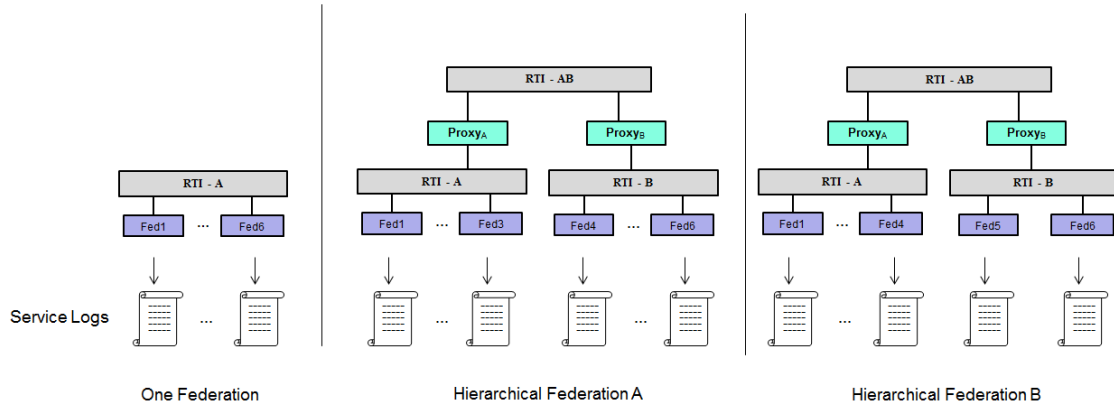 RTI - A
Fed1 ... Fed6
...
One Federation
RTI - AB
Proxy_A Proxy_B
RTI - A RTI - B
Fed1 ... Fed3 Fed4 ... Fed6
... ...
Hierarchical Federation A
RTI - AB
Proxy_A Proxy_B
RTI - A RTI - B
Fed1 ... Fed4 Fed5 Fed6
...
Hierarchical Federation B
Service Logs